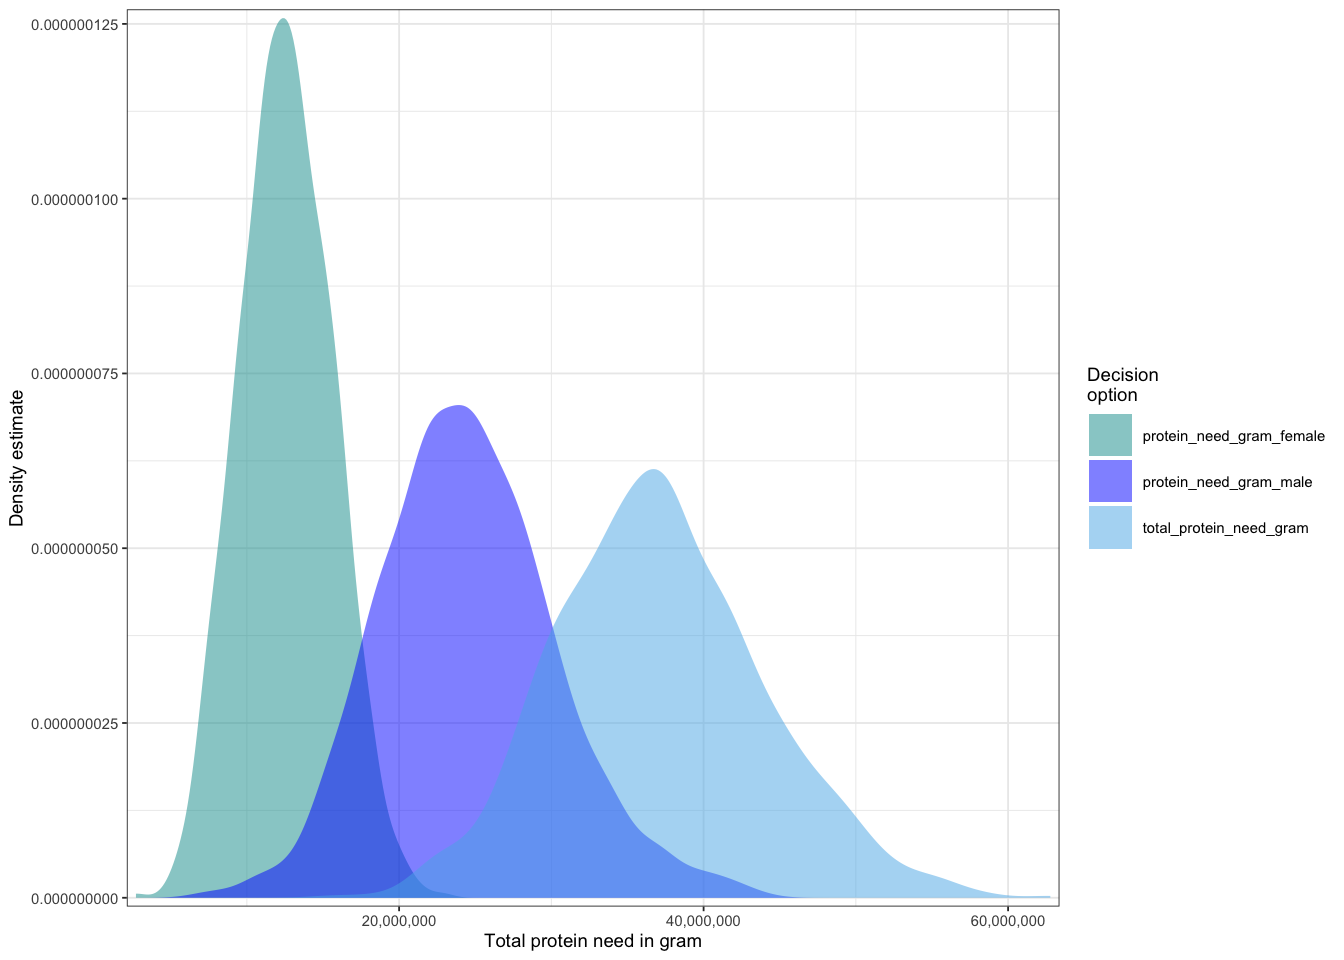 0.000000125
0.000000100
0.000000075
0.000000050
0.000000025
0.000000000
Density estimate
20,000,000
40,000,000
60,000,000
Total protein need in gram
Decision
option
protein_need_gram_female
protein_need_gram_male
total_protein_need_gram